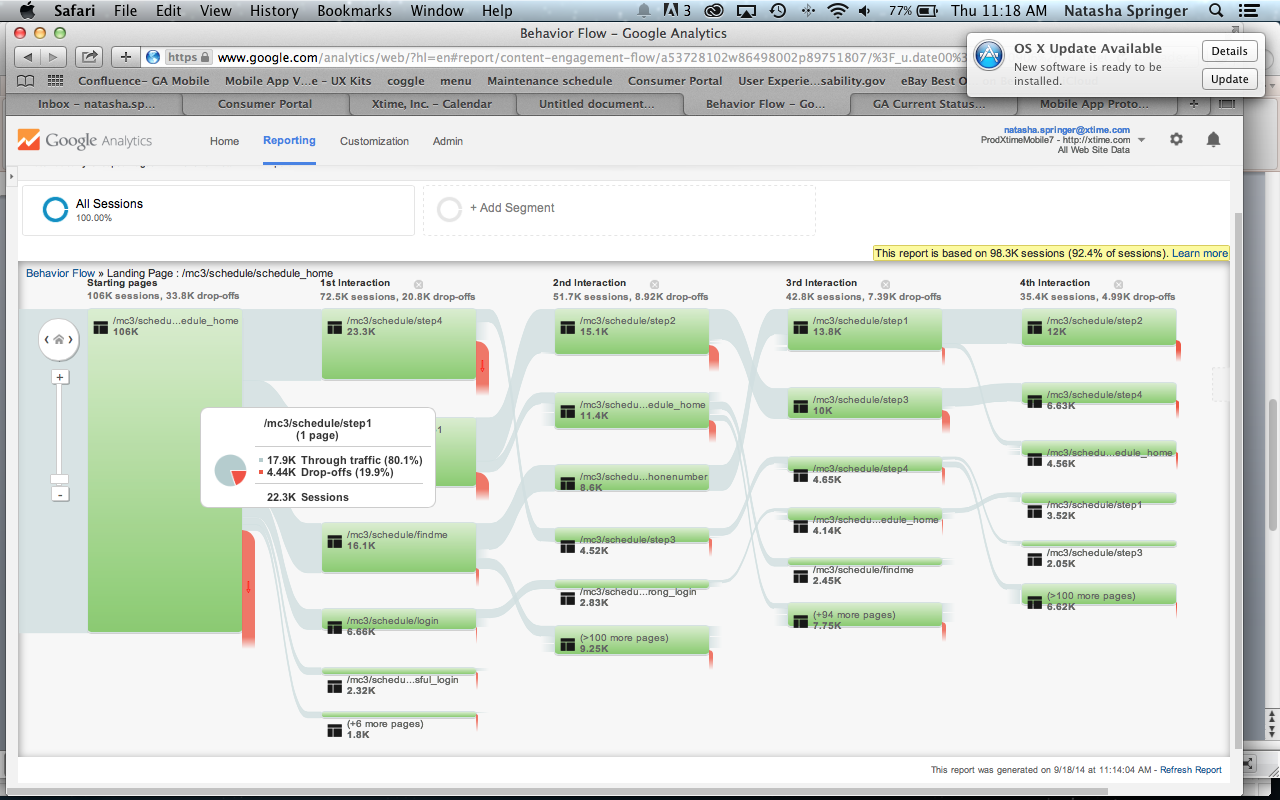 Safari File Edit View History Bookmarks Window Help 3 77% Thu 11:18 AM Natasha Springer
Behavior Flow – Google Analytics
https www.google.com/analytics/web/?hl=en#report/content-engagement-flow/a53728102w86498002p89751807/%3F_u.date00%3
OS X Update Available
New software is ready to be
installed.
Details
Update
Confluence- GA Mobile Mobile App V...e - UX Kits coggle menu Maintenance schedule Consumer Portal User Experie...sability.gov eBay Best
Inbox – natasha.sp... Consumer Portal Xtime, Inc. – Calendar Untitled document... Behavior Flow – Go... GA Current Status... Mobile App Proto...
Google Analytics
Home Reporting Customization Admin
natasha.springer@xtime.com
ProdXtimeMobile7 - http://xtime.com
All Web Site Data
All Sessions
100.00%
+ Add Segment
This report is based on 98.3K sessions (92.4% of sessions). Learn more
Behavior Flow » Landing Page : /mc3/schedule/schedule_home
Starting pages
106K sessions, 33.8K drop-offs
1st Interaction
72.5K sessions, 20.8K drop-offs
2nd Interaction
51.7K sessions, 8.92K drop-offs
3rd Interaction
42.8K sessions, 7.39K drop-offs
4th Interaction
35.4K sessions, 4.99K drop-offs
/mc3/schedu...edule_home
106K
/mc3/schedule/step4
23.3K
1
/mc3/schedule/findme
16.1K
/mc3/schedule/login
6.66K
/mc3/schedu...sful_login
2.32K
(+6 more pages)
1.8K
/mc3/schedule/step1
(1 page)
17.9K Through traffic (80.1%)
4.44K Drop-offs (19.9%)
22.3K Sessions
/mc3/schedule/step2
15.1K
/mc3/schedu...edule_home
11.4K
/mc3/schedu...honenumber
8.6K
/mc3/schedule/step3
4.52K
/mc3/schedu...rong_login
2.83K
(>100 more pages)
9.25K
/mc3/schedule/step1
13.8K
/mc3/schedule/step3
10K
/mc3/schedule/step4
4.65K
/mc3/schedu...edule_home
4.14K
/mc3/schedule/findme
2.45K
(+94 more pages)
7.75K
/mc3/schedule/step2
12K
/mc3/schedule/step4
6.63K
/mc3/schedu...edule_home
4.56K
/mc3/schedule/step1
3.52K
/mc3/schedule/step3
2.05K
(>100 more pages)
6.62K
+
-
This report was generated on 9/18/14 at 11:14:04 AM - Refresh Report